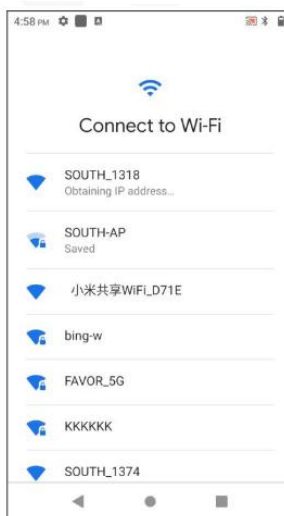 4:58 PM
Connect to Wi-Fi
SOUTH_1318
Obtaining IP address...
SOUTH-AP
Saved
小米共享WiFi_D71E
bing-w
FAVOR_5G
KKKKKK
SOUTH_1374